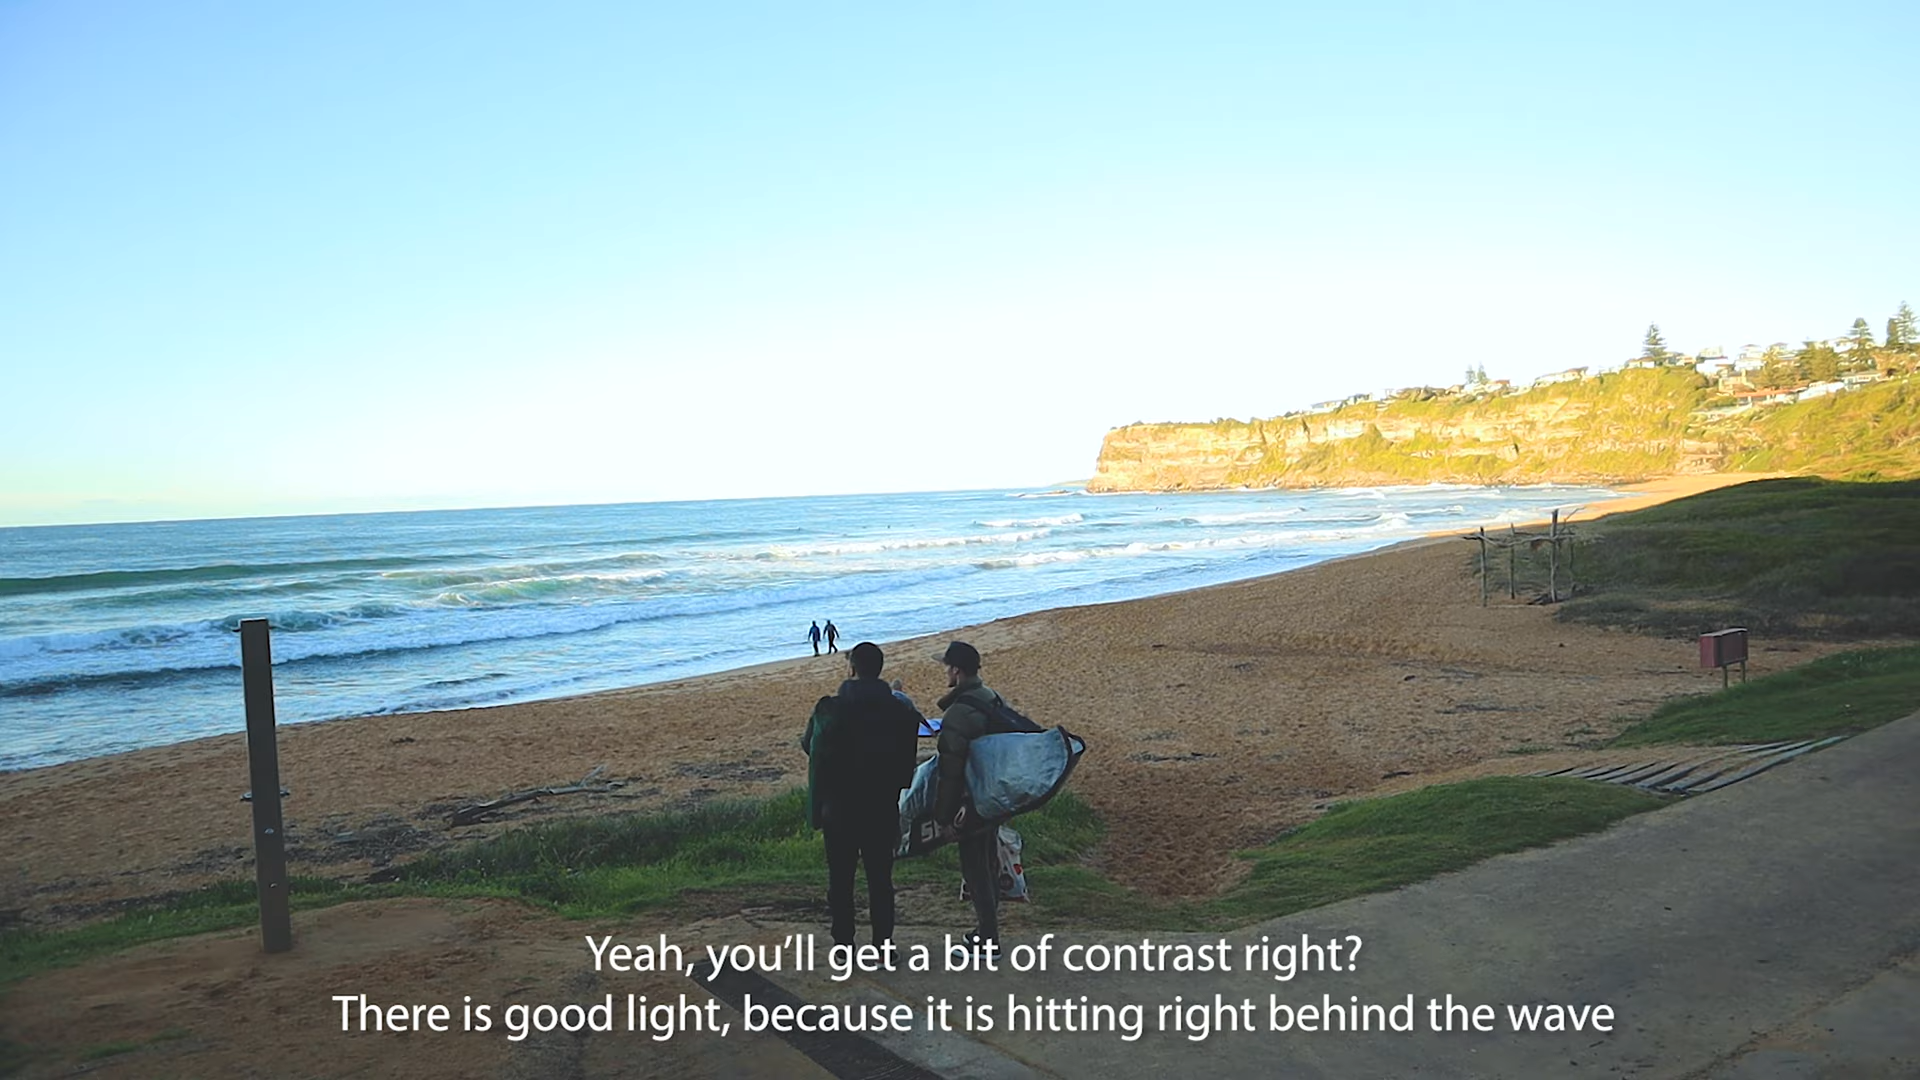 Yeah, you’ll get a bit of contrast right?
There is good light, because it is hitting right behind the wave